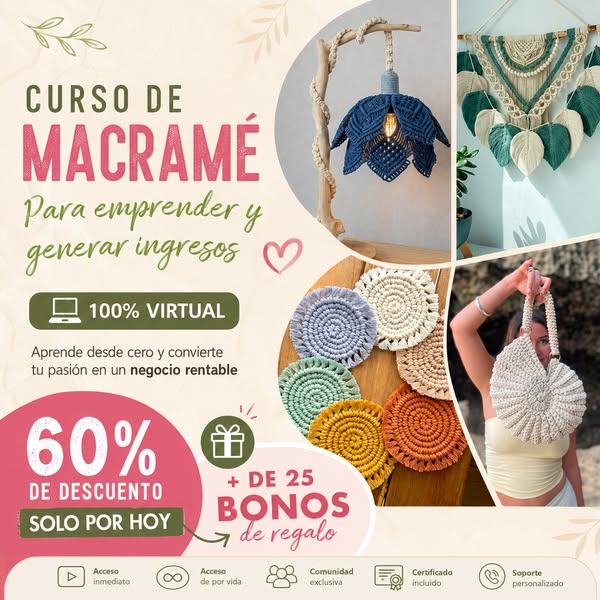 CURSO DE
MACRAMÉ
Para emprender y
generar ingresos
100% VIRTUAL
Aprende desde cero y convierte
tu pasión en un negocio rentable
60%
DE DESCUENTO
SOLO POR HOY
+ DE 25
BONOS
de regalo
Acceso
inmediato
Acceso
de por vida
Comunidad
exclusiva
Certificado
incluido
Soporte
personalizado